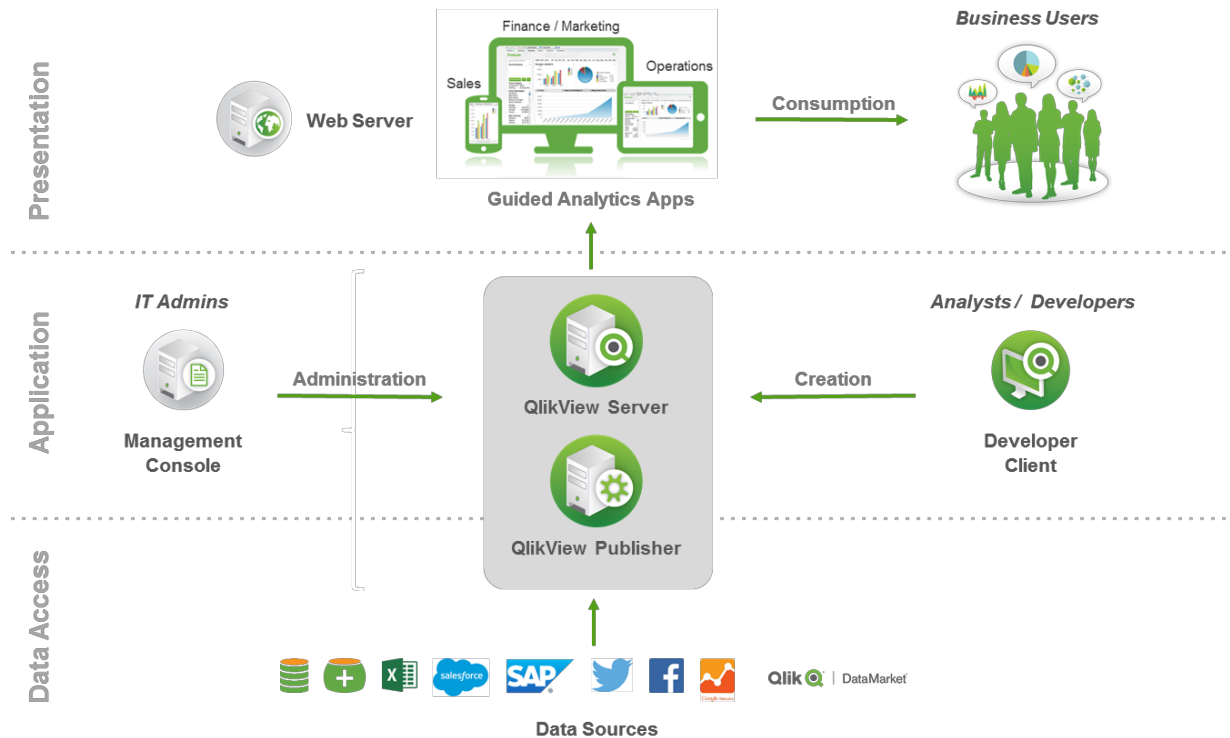 Presentation
Finance / Marketing
Sales
Operations
Business Users
Web Server
Consumption
Guided Analytics Apps
Application
IT Admins
Administration
Management
Console
QlikView Server
QlikView Publisher
Analysts / Developers
Creation
Developer
Client
Data Access
X
salesforce
SAP
Qlik
DataMarket
Data Sources